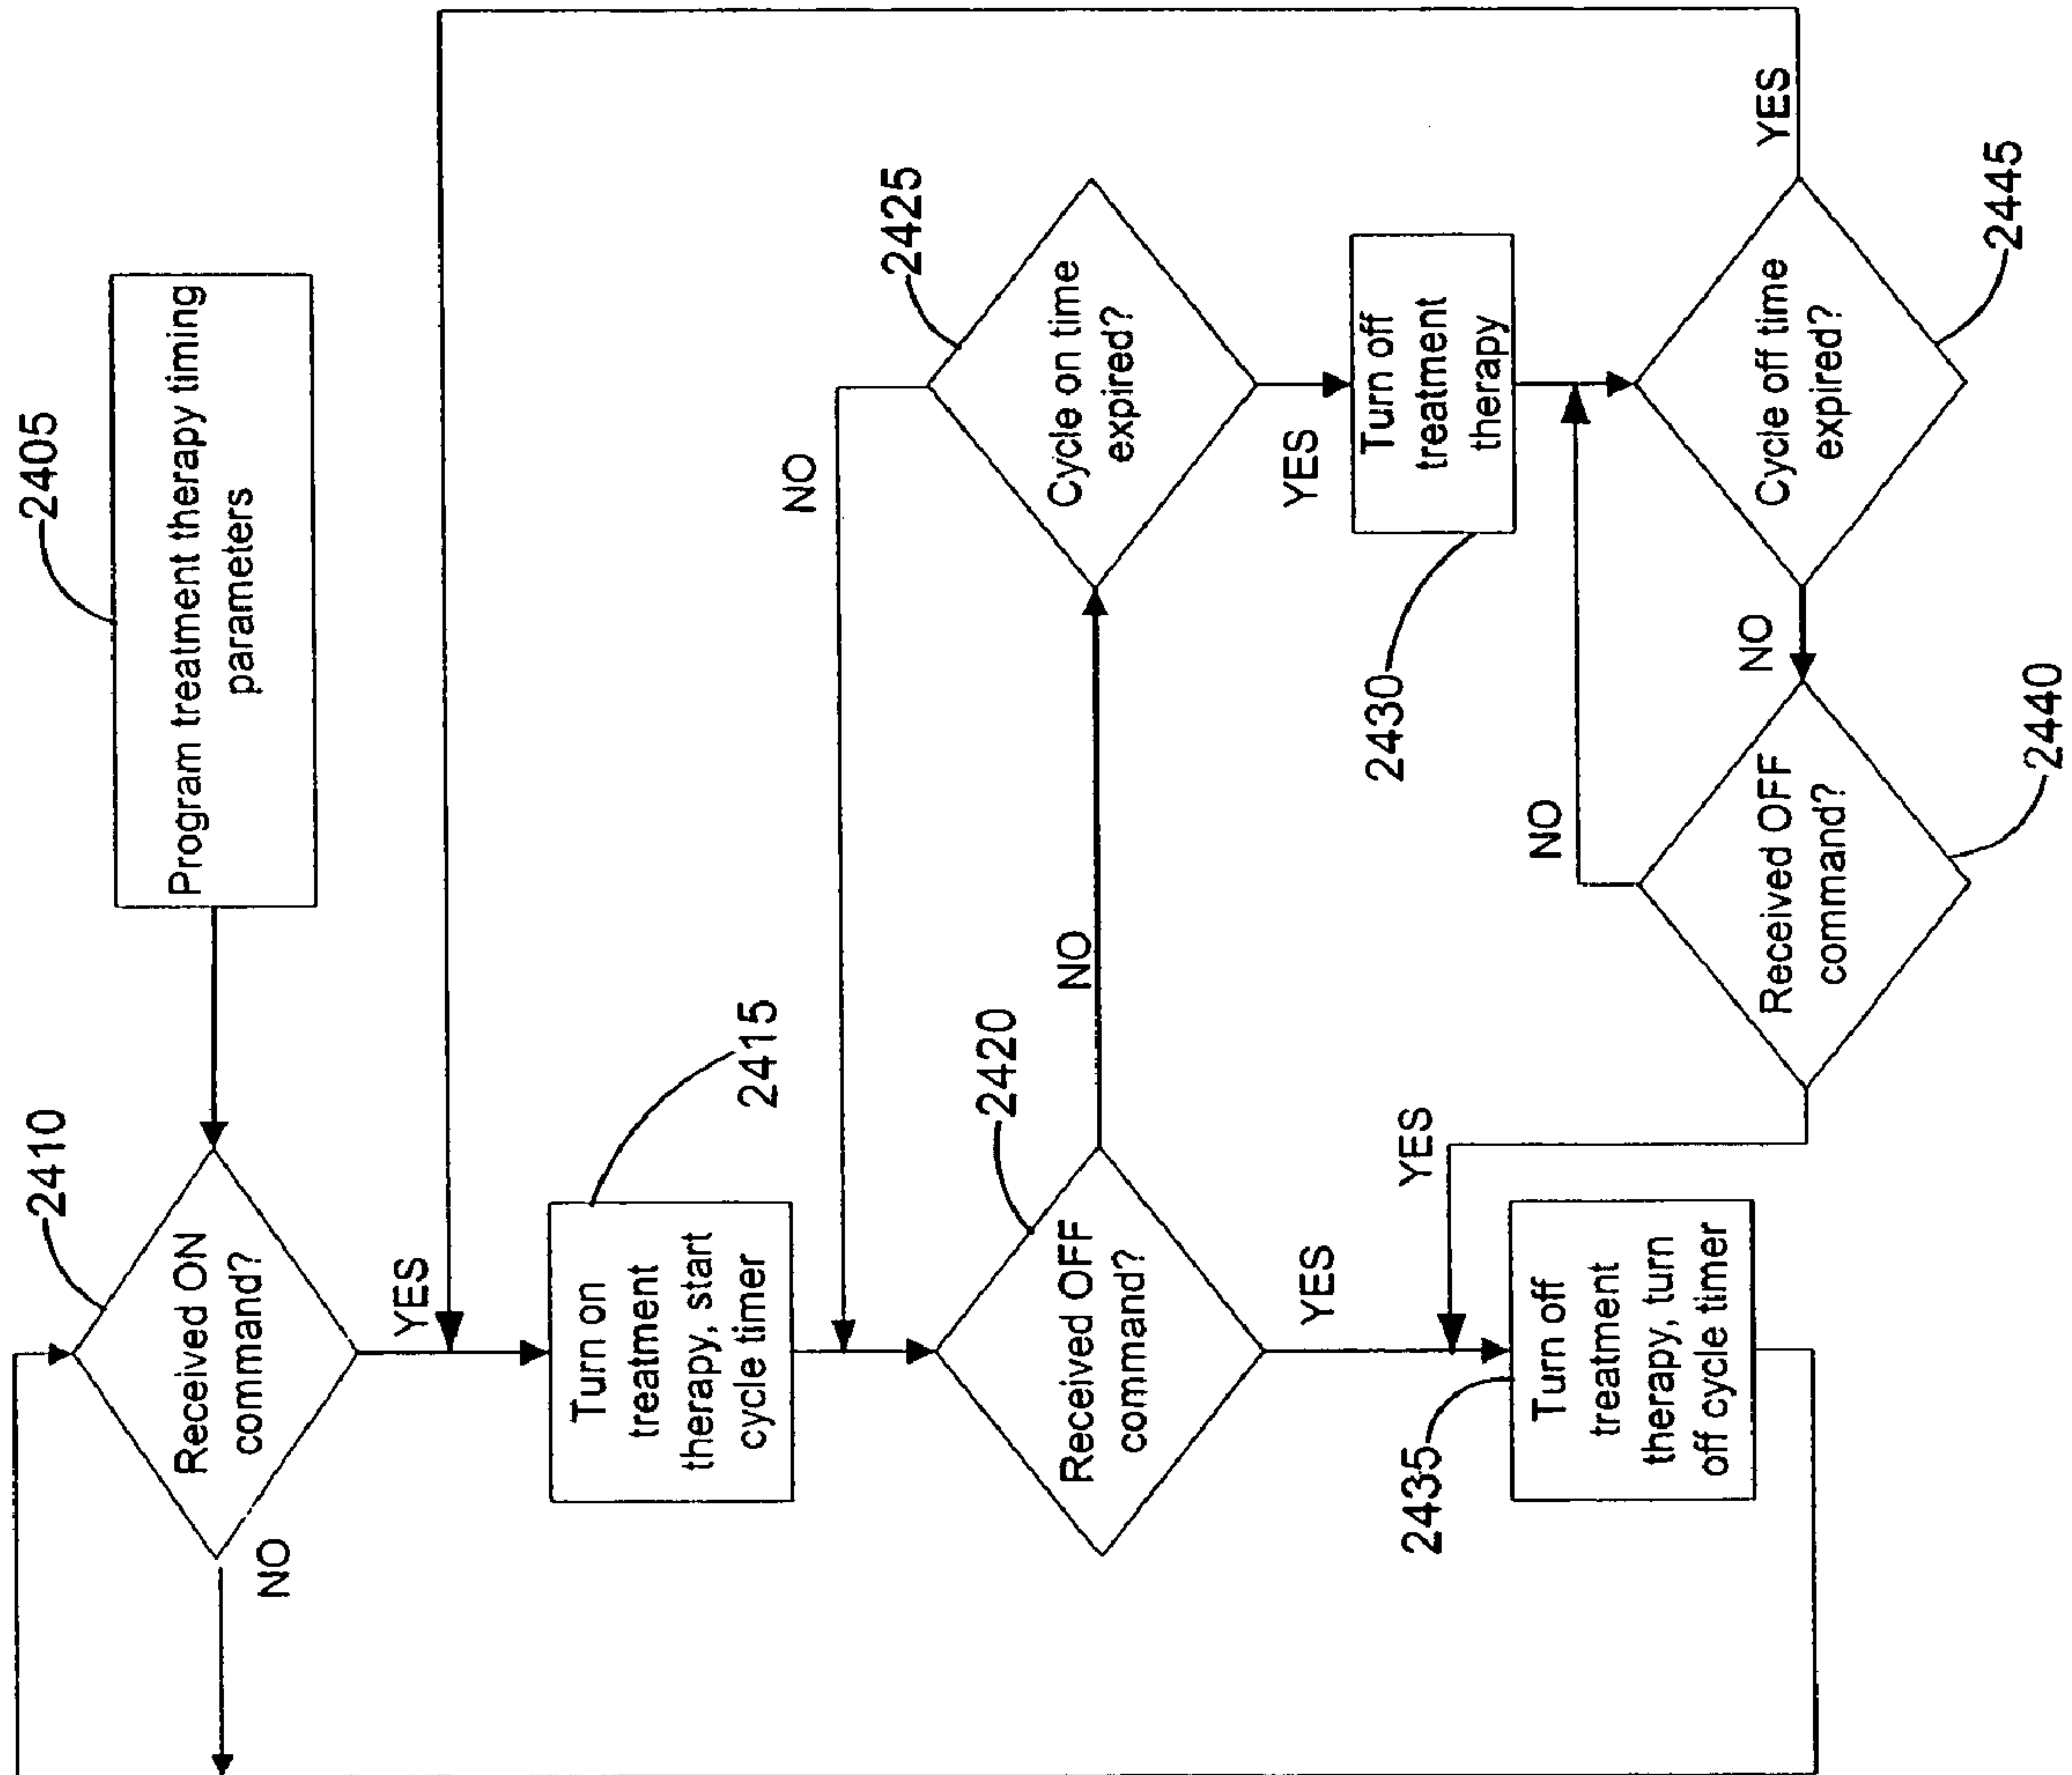 2405
Program treatment therapy timing
parameters
2410
Received ON
command?
NO
YES
2415
Turn on
treatment
therapy, start
cycle timer
2420
Received OFF
command?
NO
YES
2425
Cycle on time
expired?
NO
YES
2430
Turn off
treatment
therapy
2435
Turn off
treatment
therapy, turn
off cycle timer
2440
Received OFF
command?
NO
YES
2445
Cycle off time
expired?
NO
YES